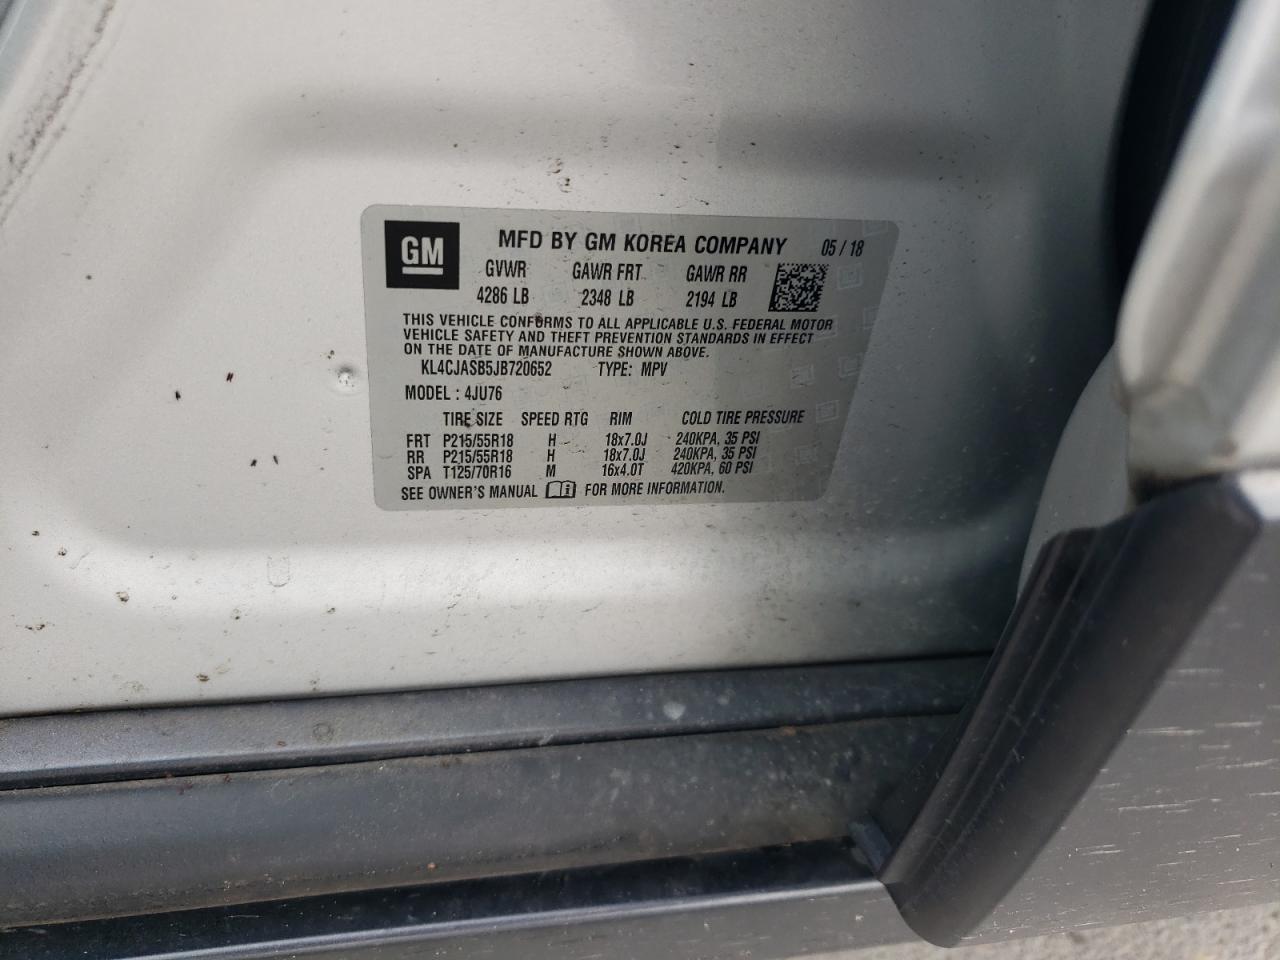 GM MFD BY GM KOREA COMPANY 05 / 18
GVWR GAWR FRT GAWR RR
4286 LB 2348 LB 2194 LB
THIS VEHICLE CONFORMS TO ALL APPLICABLE U.S. FEDERAL MOTOR
VEHICLE SAFETY AND THEFT PREVENTION STANDARDS IN EFFECT
ON THE DATE OF MANUFACTURE SHOWN ABOVE.
KL4CJASB5JB720652 TYPE: MPV
MODEL : 4JU76
TIRE SIZE SPEED RTG RIM COLD TIRE PRESSURE
FRT P215/55R18 H 18x7.0J 240KPA, 35 PSI
RR P215/55R18 H 18x7.0J 240KPA, 35 PSI
SPA T125/70R16 M 16x4.0T 420KPA, 60 PSI
SEE OWNER'S MANUAL FOR MORE INFORMATION.